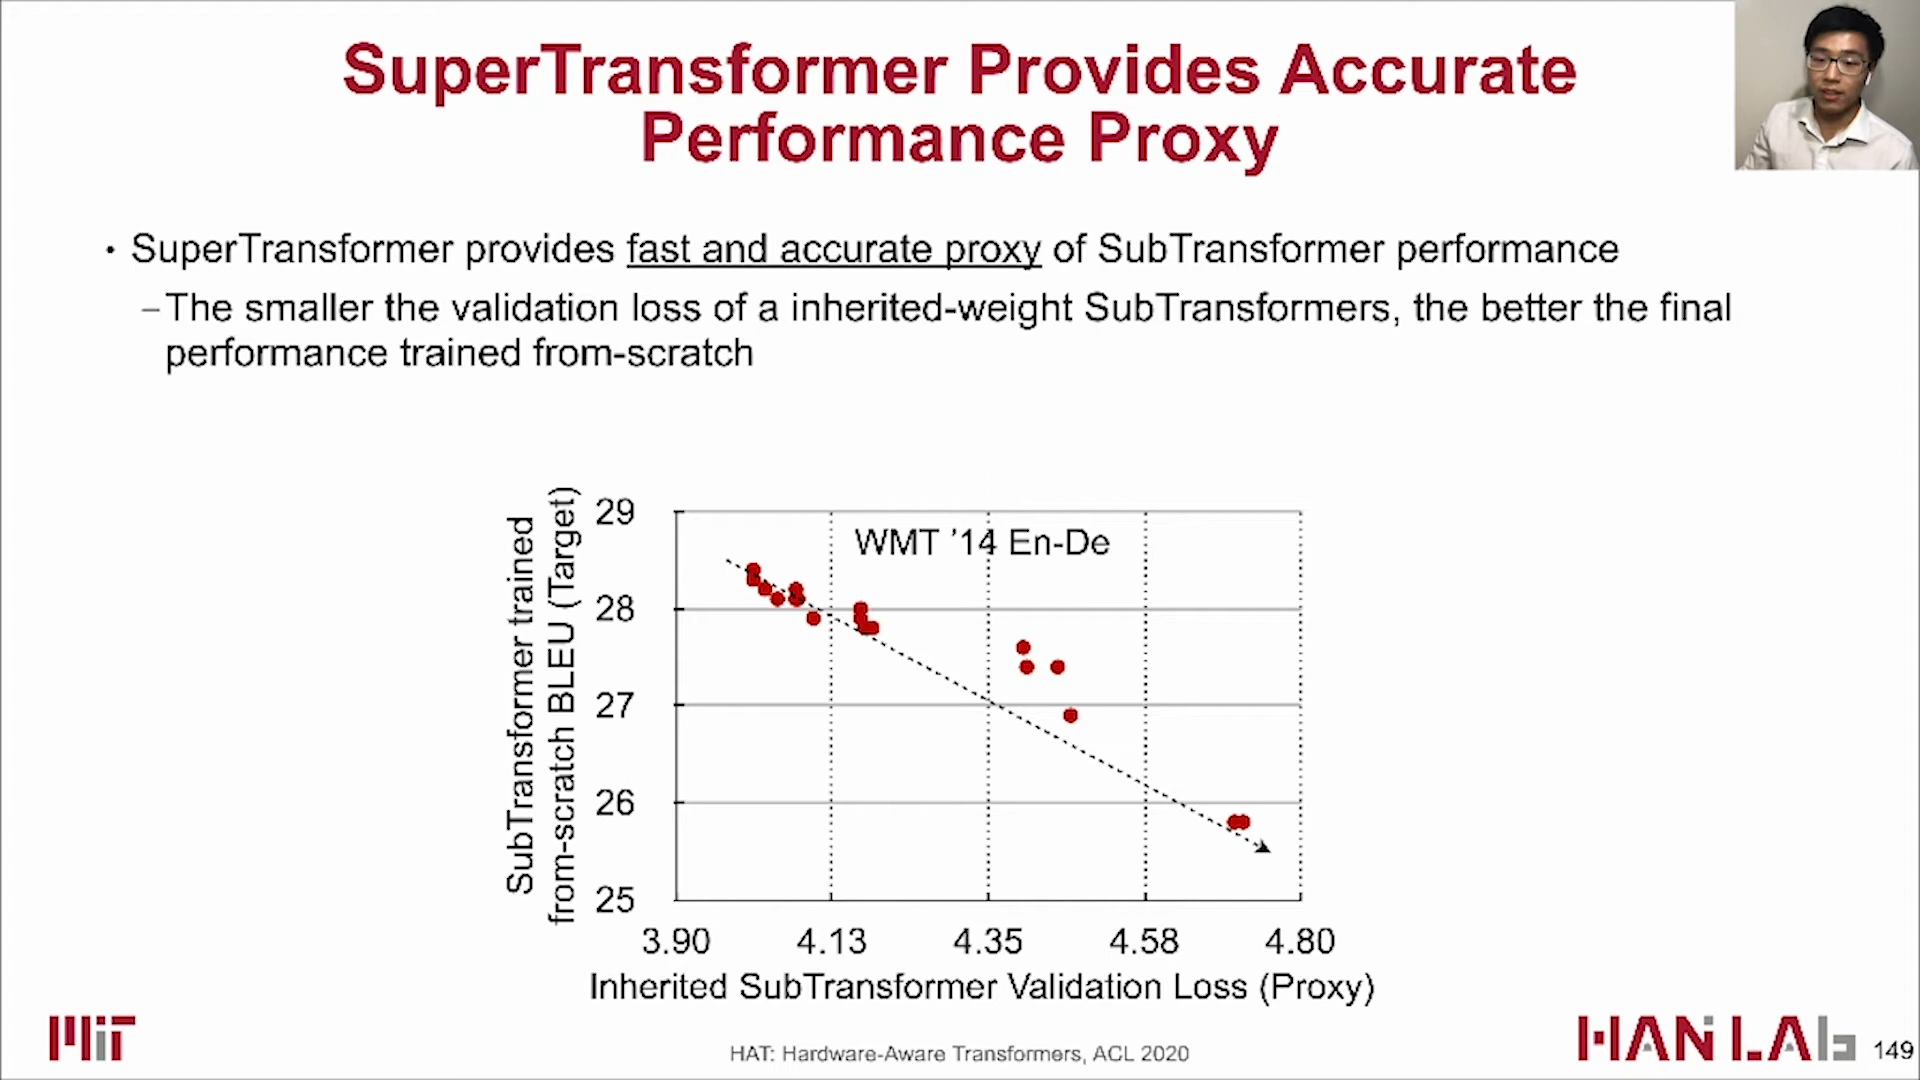 SuperTransformer Provides Accurate
Performance Proxy
• SuperTransformer provides fast and accurate proxy of SubTransformer performance
–The smaller the validation loss of a inherited-weight SubTransformers, the better the final
performance trained from-scratch
SubTransformer trained
from-scratch BLEU (Target)
29
28
27
26
25
WMT ’14 En-De
3.90 4.13 4.35 4.58 4.80
Inherited SubTransformer Validation Loss (Proxy)
MIT
HAT: Hardware-Aware Transformers, ACL 2020
HAN LAb
149